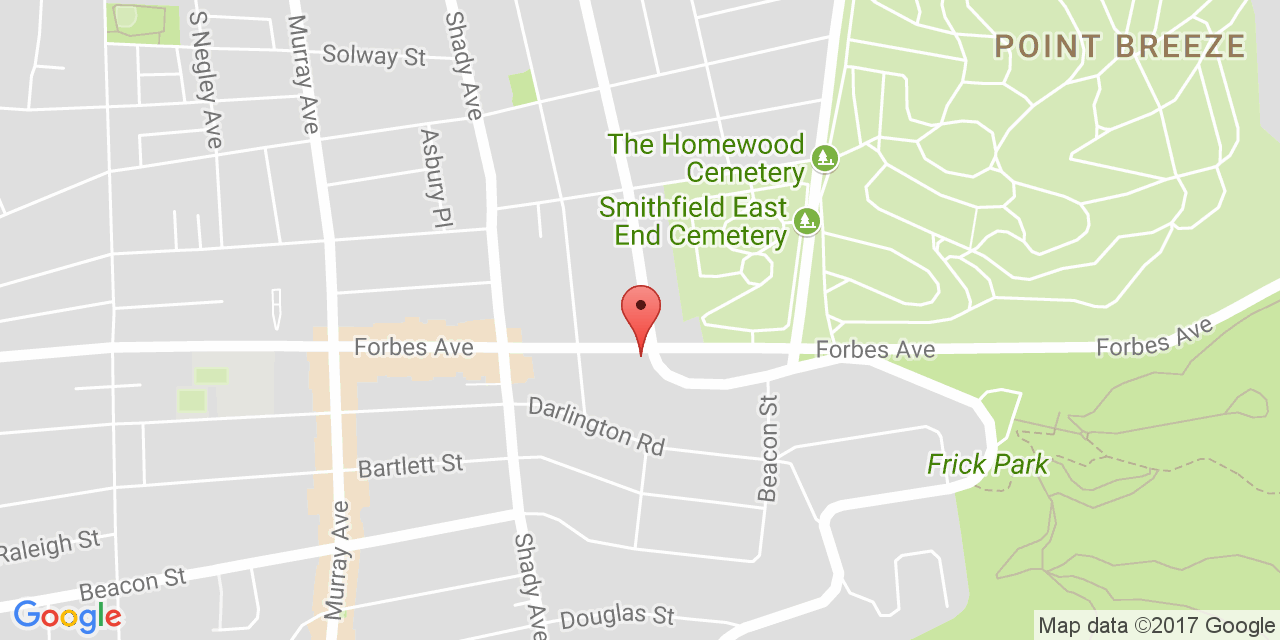 S Negley Ave
Murray Ave
Solway St
Shady Ave
POINT BREEZE
Asbury Pl
The Homewood
Cemetery
Smithfield East
End Cemetery
Forbes Ave
Forbes Ave
Forbes Ave
Darlington Rd
Beacon St
Bartlett St
Frick Park
Raleigh St
Beacon St
Murray Ave
Shady Ave
Douglas St
Google
Map data ©2017 Google